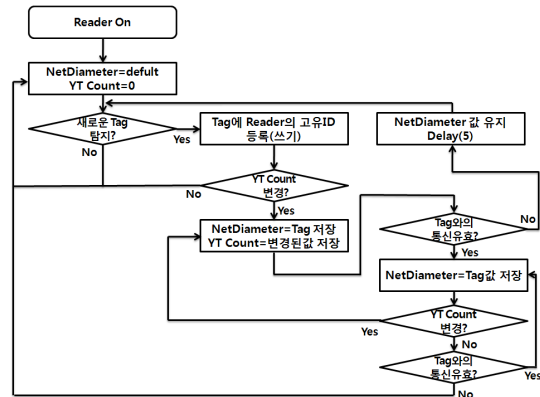 Reader On
NetDiameter=defult
YT Count=0
새로운 Tag
탐지?
Yes
No
Tag에 Reader의 고유ID
등록(쓰기)
NetDiameter 값 유지
Delay(5)
YT Count
변경?
No
Yes
NetDiameter=Tag 저장
YT Count=변경된값 저장
Tag와의
통신유효?
No
Yes
NetDiameter=Tag값 저장
YT Count
변경?
Yes
No
Tag와의
통신유효?
Yes
No